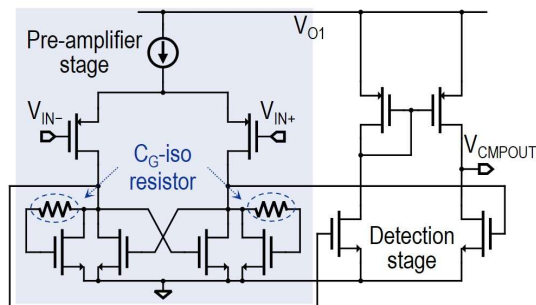 V_O1
Pre-amplifier
stage
V_IN−
V_IN+
C_G-iso
resistor
V_CMPOUT
Detection
stage